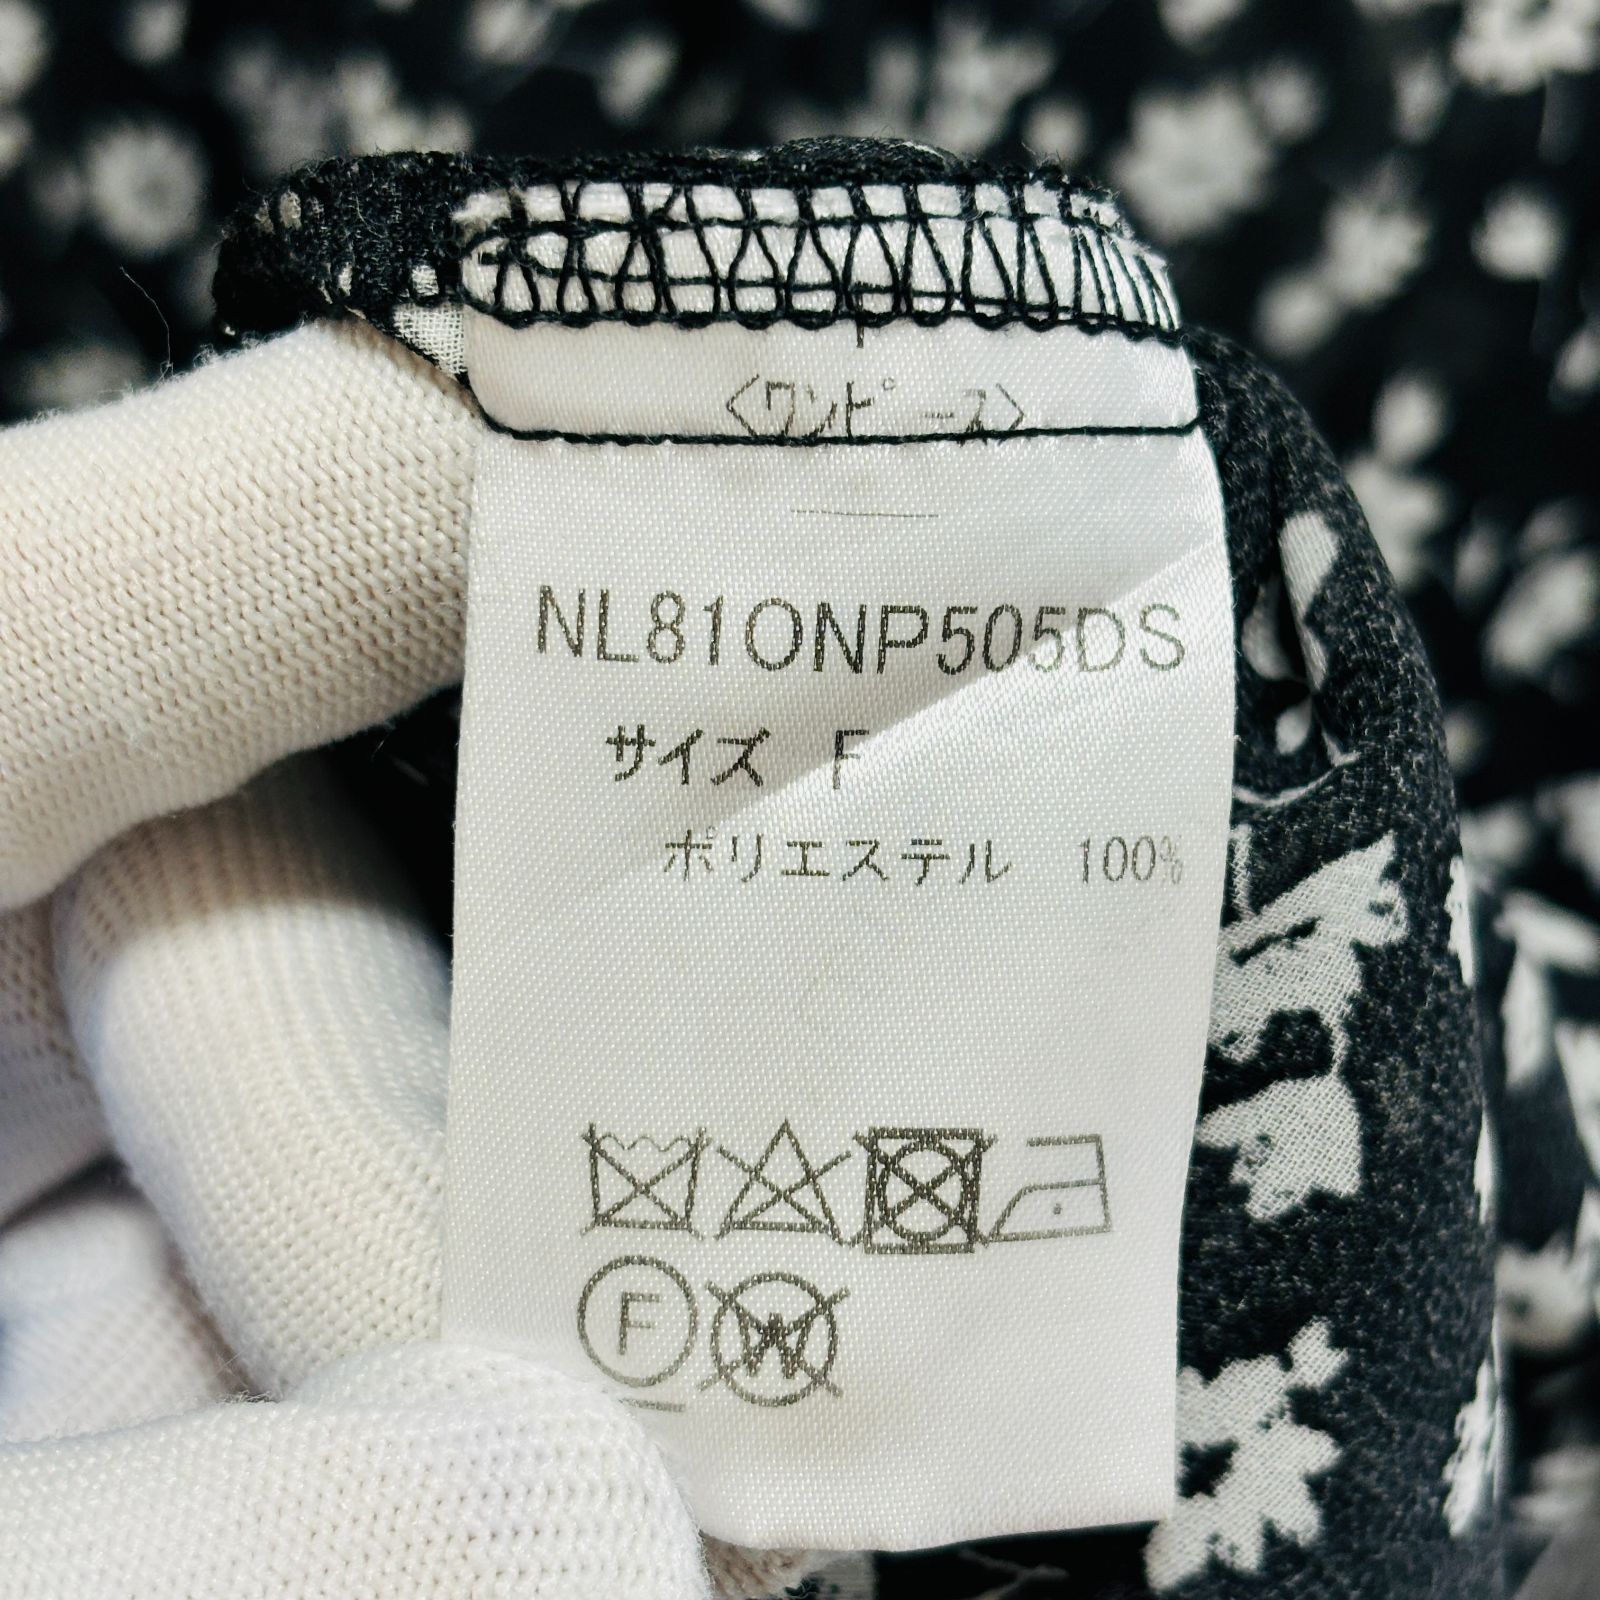 〈ワンピース〉
NL81ONP505DS
サイズ F
ポリエステル 100%
F
W